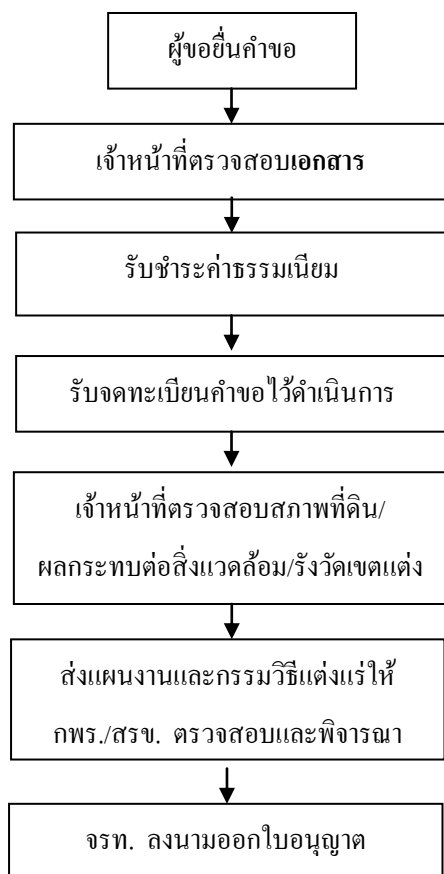 ผู้ขอยื่นคำขอ
เจ้าหน้าที่ตรวจสอบเอกสาร
รับชำระค่าธรรมเนียม
รับจดทะเบียนคำขอไว้ดำเนินการ
เจ้าหน้าที่ตรวจสอบสภาพที่ดิน/
ผลกระทบต่อสิ่งแวดล้อม/รังวัดเขตแต่ง
ส่งแผนงานและกรรมวิธีแต่งแร่ให้
กพร./สรข. ตรวจสอบและพิจารณา
จรท. ลงนามออกใบอนุญาต